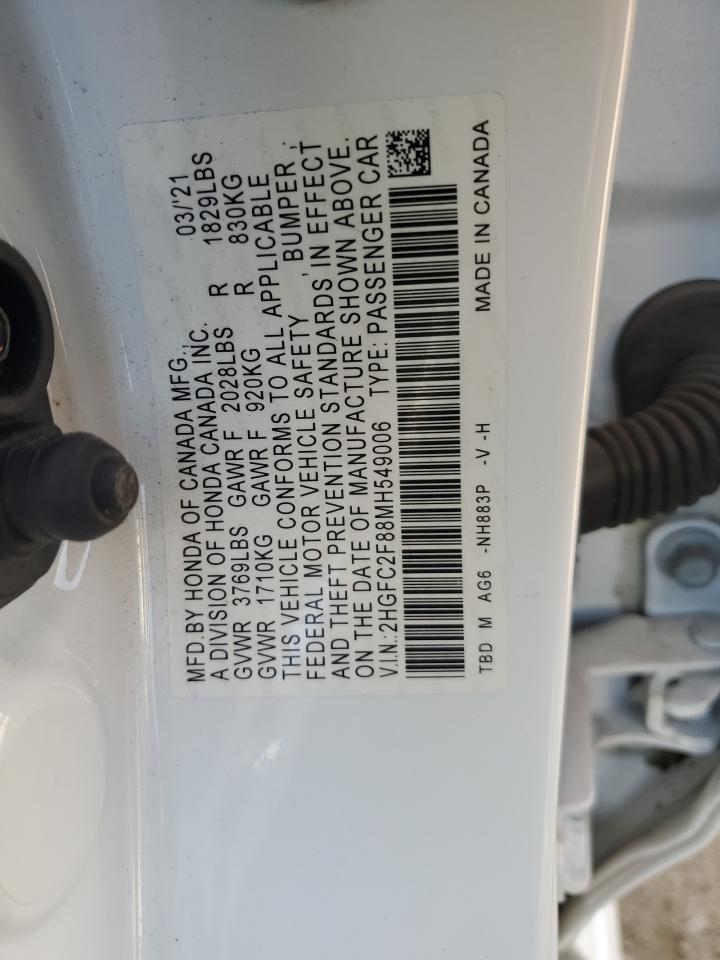 MFD.BY HONDA OF CANADA MFG., 03/'21
A DIVISION OF HONDA CANADA INC.
GVWR 3769LBS GAWR F 2028LBS R 1829LBS
GVWR 1710KG GAWR F 920KG R 830KG
THIS VEHICLE CONFORMS TO ALL APPLICABLE
FEDERAL MOTOR VEHICLE SAFETY, BUMPER,
AND THEFT PREVENTION STANDARDS IN EFFECT
ON THE DATE OF MANUFACTURE SHOWN ABOVE.
V.I.N.:2HGFC2F88MH549006 TYPE: PASSENGER CAR
TBD M AG6 -NH883P -V -H MADE IN CANADA